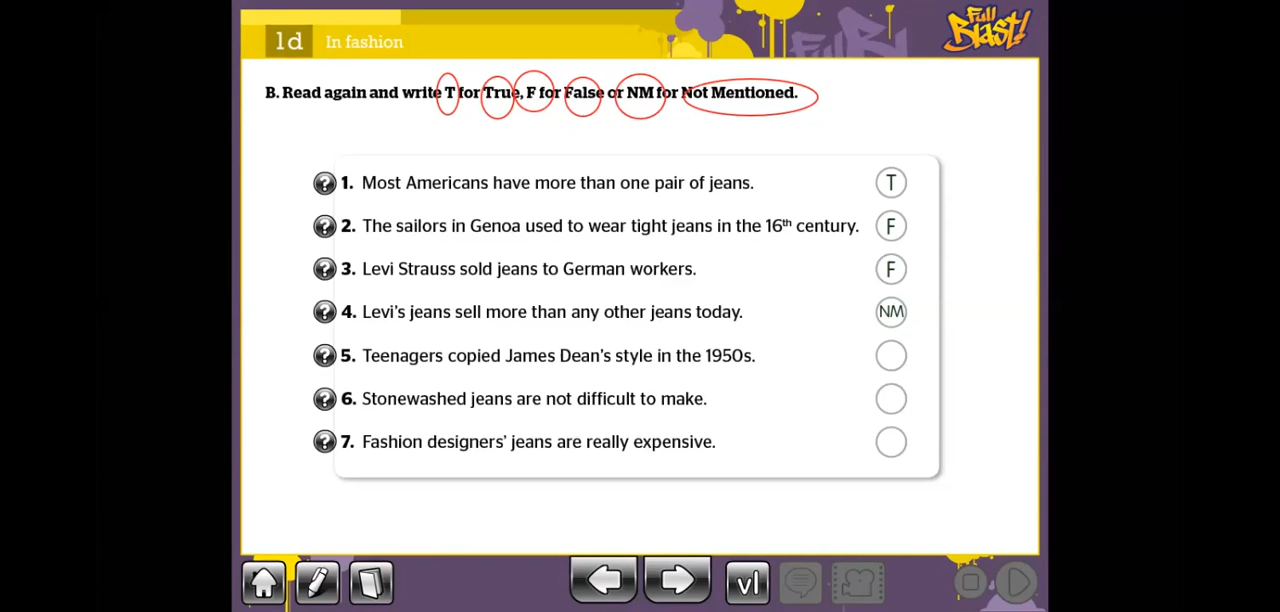 1d In fashion
Full Blast!
B. Read again and write T for True, F for False or NM for Not Mentioned.
1. Most Americans have more than one pair of jeans. T
2. The sailors in Genoa used to wear tight jeans in the 16th century. F
3. Levi Strauss sold jeans to German workers. F
4. Levi's jeans sell more than any other jeans today. NM
5. Teenagers copied James Dean's style in the 1950s.
6. Stonewashed jeans are not difficult to make.
7. Fashion designers' jeans are really expensive.
vl